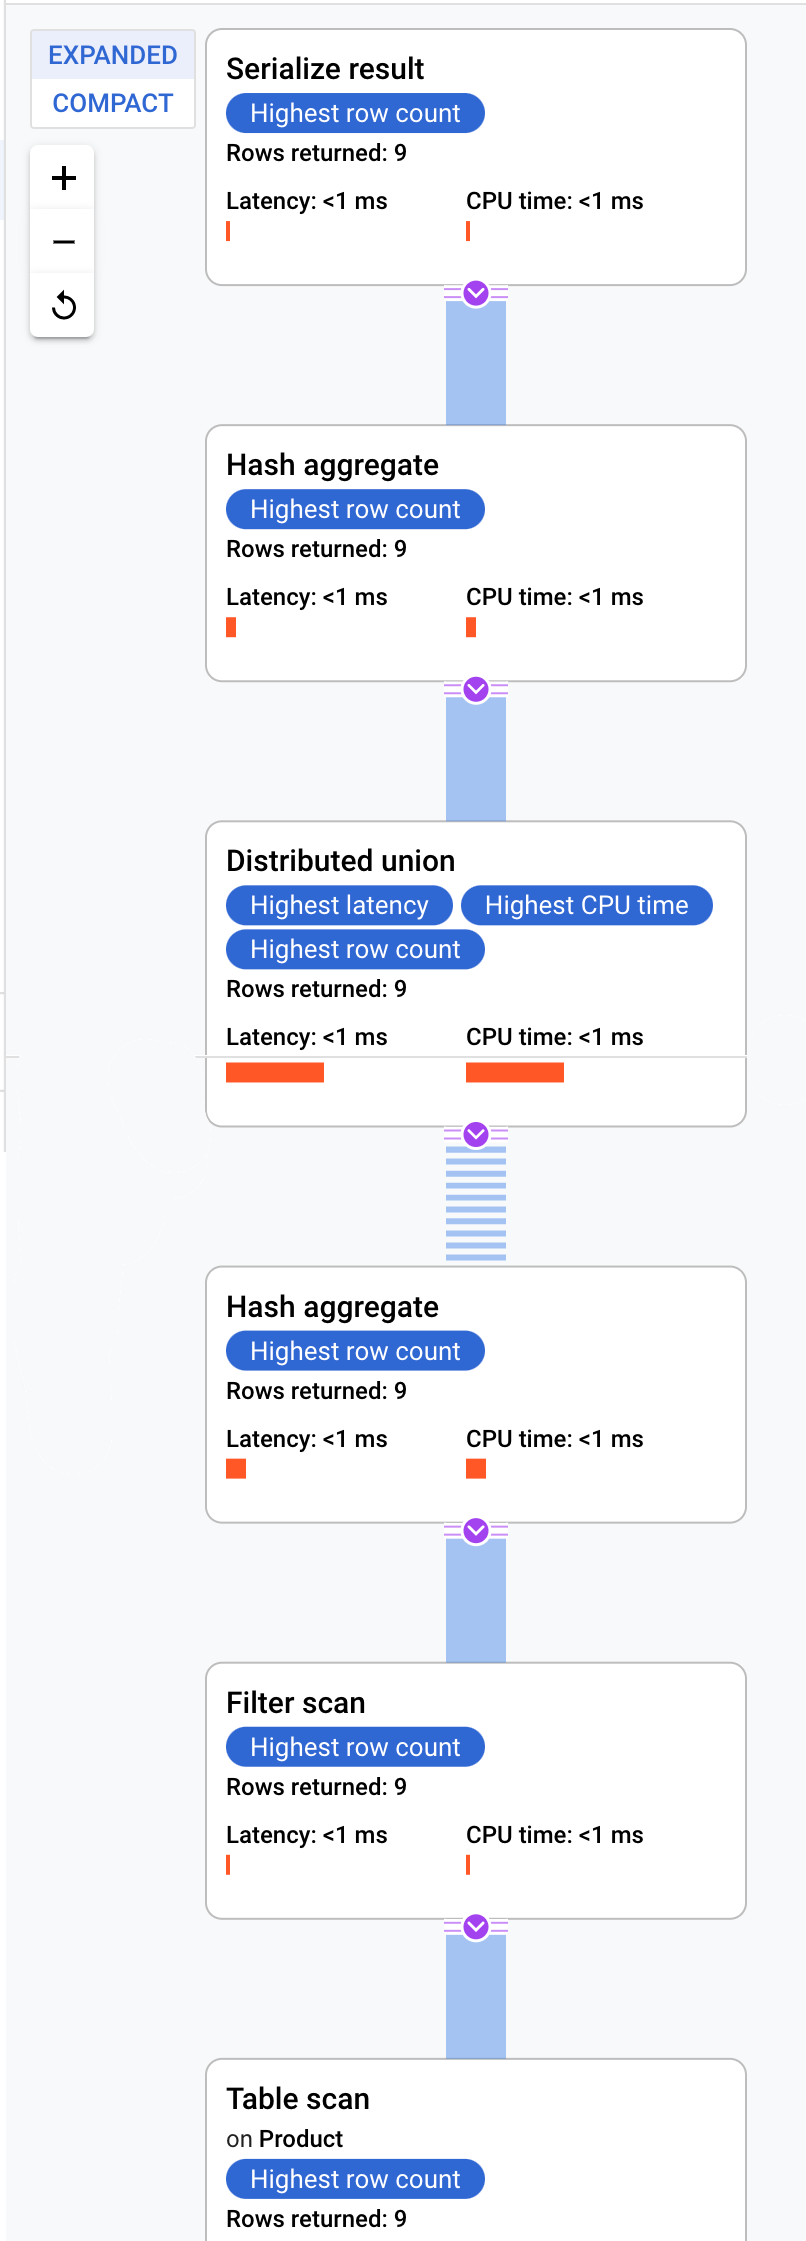 EXPANDED
COMPACT
Serialize result
Highest row count
Rows returned: 9
Latency: <1 ms CPU time: <1 ms
Hash aggregate
Highest row count
Rows returned: 9
Latency: <1 ms CPU time: <1 ms
Distributed union
Highest latency Highest CPU time
Highest row count
Rows returned: 9
Latency: <1 ms CPU time: <1 ms
Hash aggregate
Highest row count
Rows returned: 9
Latency: <1 ms CPU time: <1 ms
Filter scan
Highest row count
Rows returned: 9
Latency: <1 ms CPU time: <1 ms
Table scan
on Product
Highest row count
Rows returned: 9